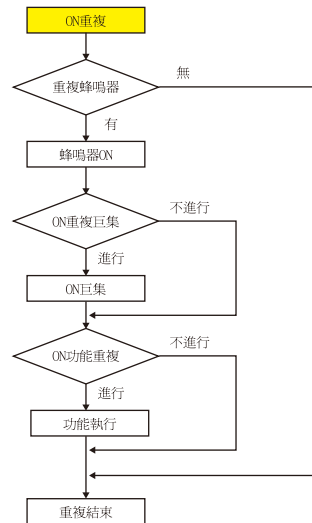 ON重複
重複蜂鳴器
無
有
蜂鳴器ON
ON重複巨集
不進行
進行
ON巨集
ON功能重複
不進行
進行
功能執行
重複結束